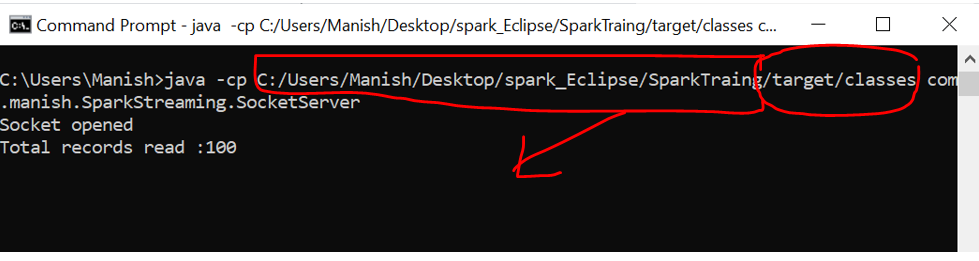 Command Prompt - java  -cp C:/Users/Manish/Desktop/spark_Eclipse/SparkTraing/target/classes c...
C:\Users\Manish>java -cp C:/Users/Manish/Desktop/spark_Eclipse/SparkTraing/target/classes com
.manish.SparkStreaming.SocketServer
Socket opened
Total records read :100